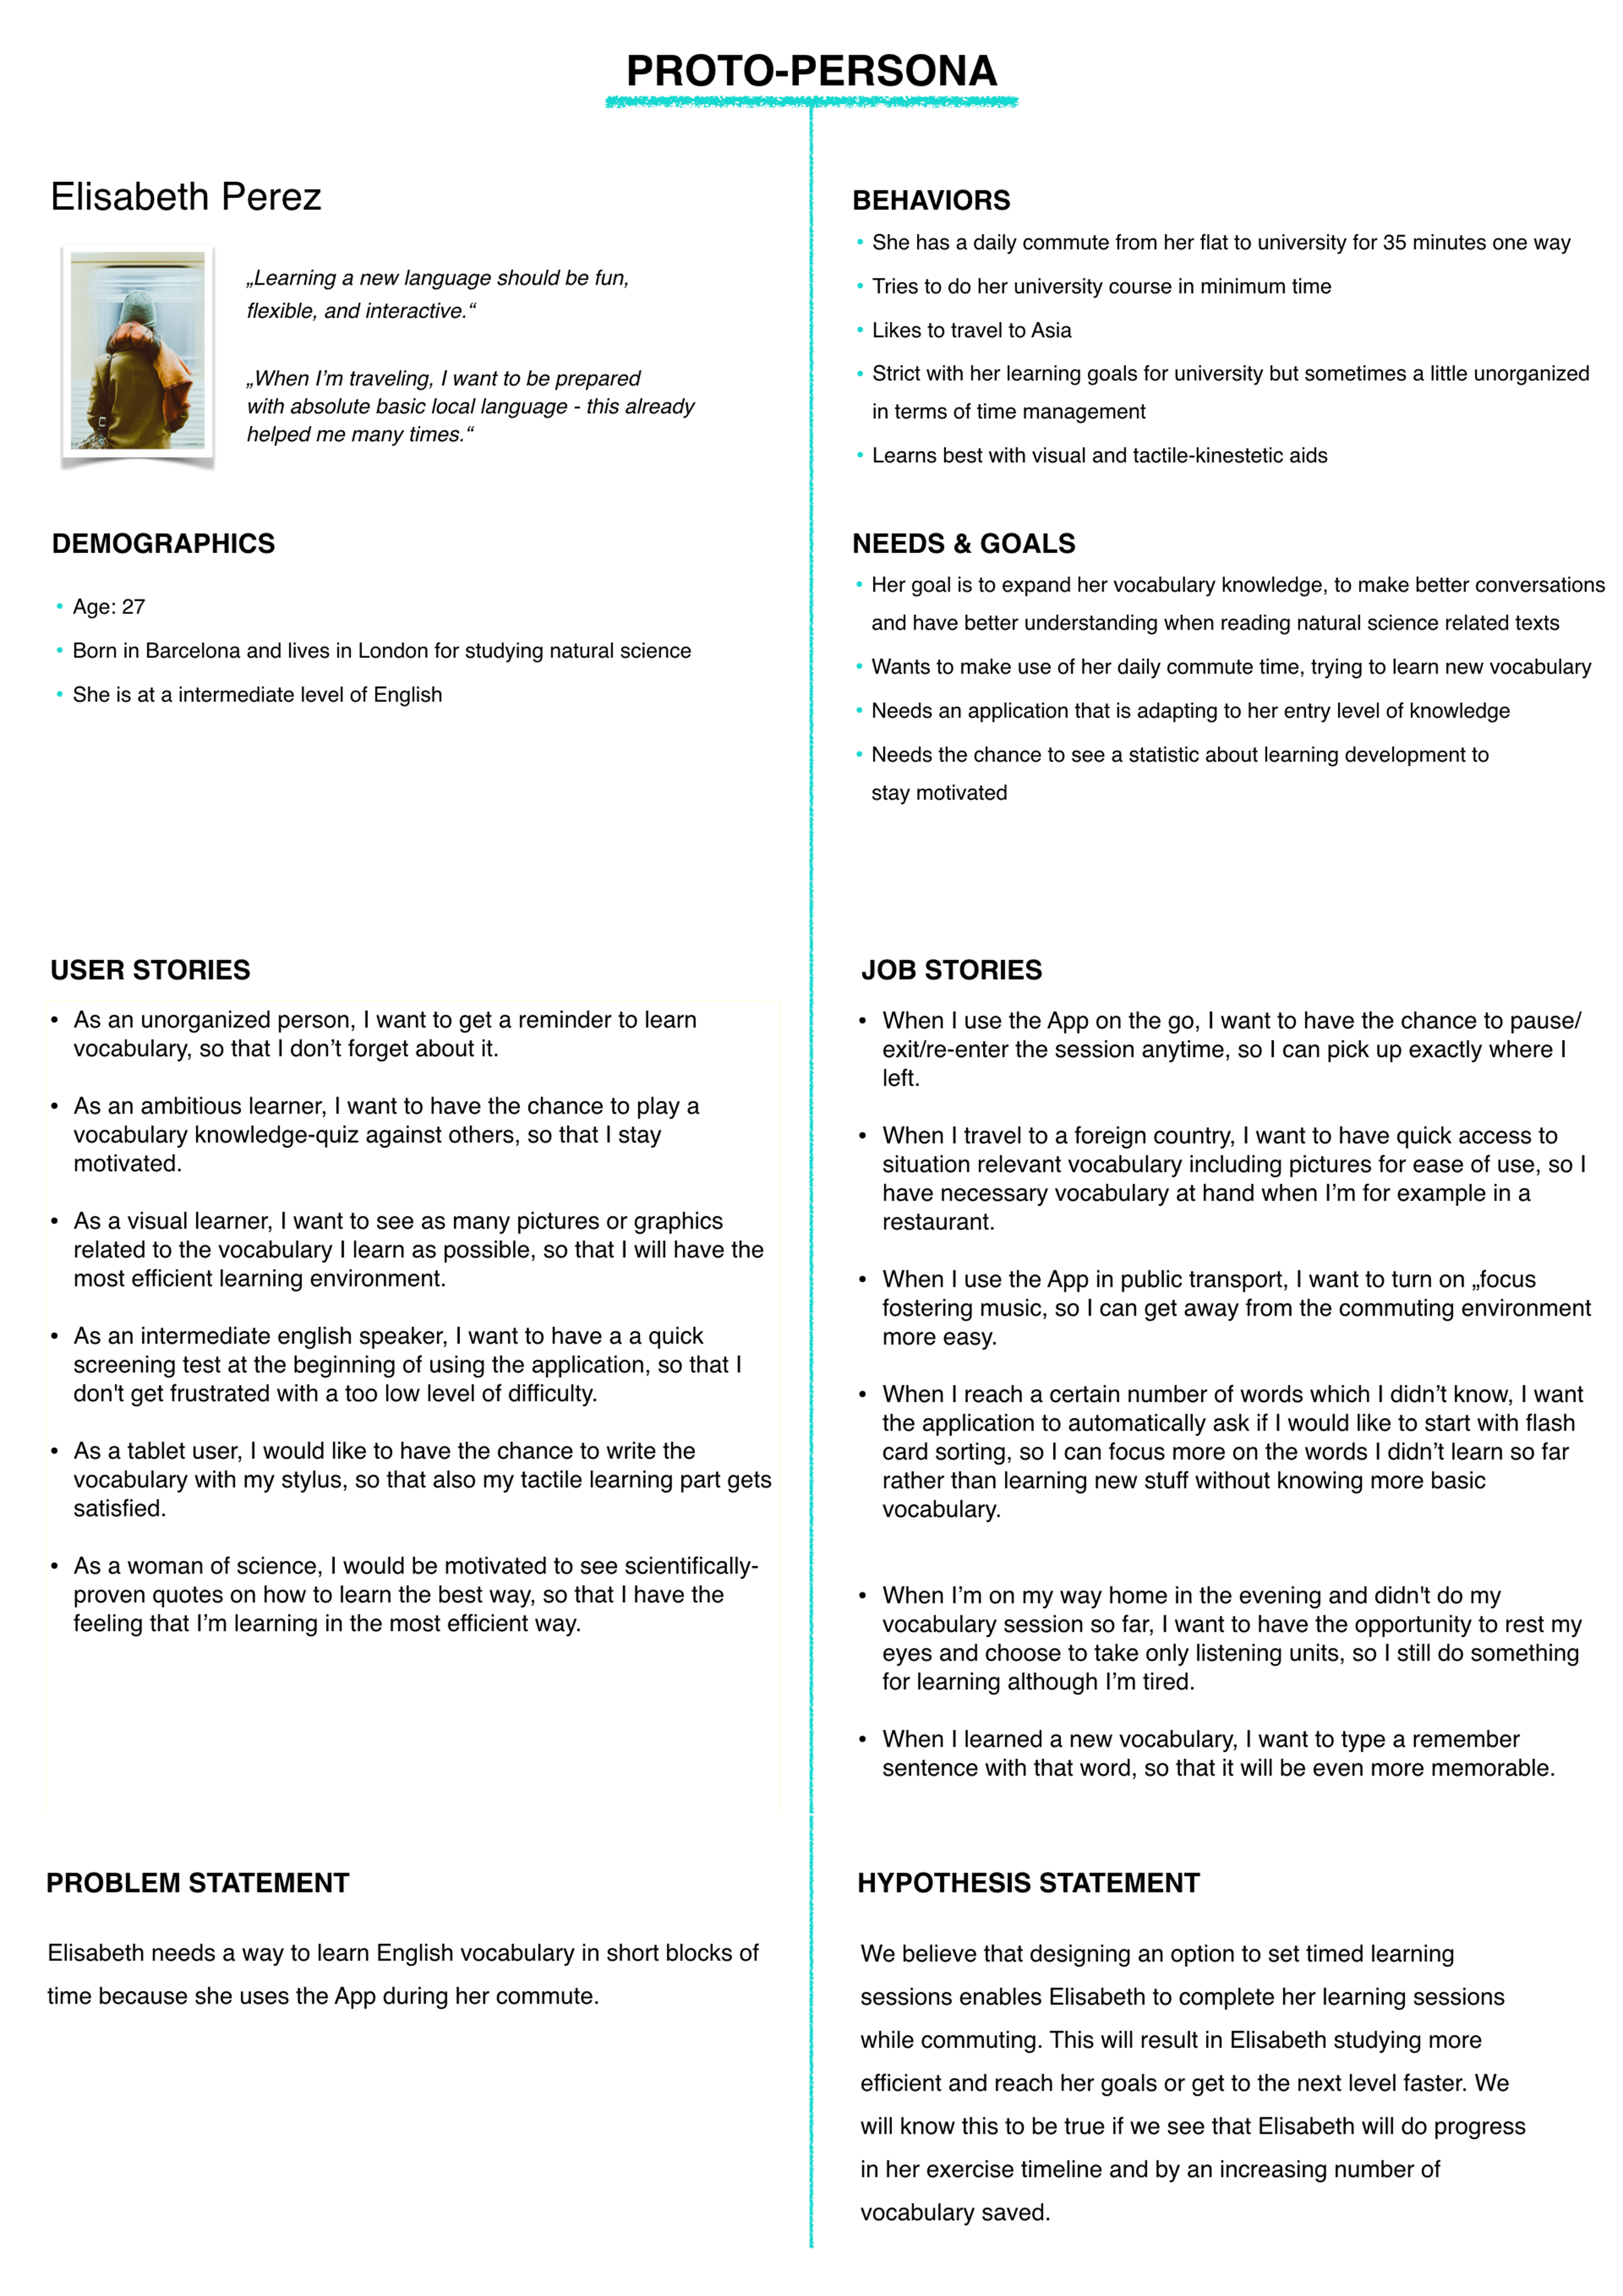 PROTO-PERSONA
Elisabeth Perez
„Learning a new language should be fun,
flexible, and interactive.“
„When I’m traveling, I want to be prepared
with absolute basic local language - this already
helped me many times.“
DEMOGRAPHICS
• Age: 27
• Born in Barcelona and lives in London for studying natural science
• She is at a intermediate level of English
BEHAVIORS
• She has a daily commute from her flat to university for 35 minutes one way
• Tries to do her university course in minimum time
• Likes to travel to Asia
• Strict with her learning goals for university but sometimes a little unorganized
in terms of time management
• Learns best with visual and tactile-kinestetic aids
NEEDS & GOALS
• Her goal is to expand her vocabulary knowledge, to make better conversations
and have better understanding when reading natural science related texts
• Wants to make use of her daily commute time, trying to learn new vocabulary
• Needs an application that is adapting to her entry level of knowledge
• Needs the chance to see a statistic about learning development to
stay motivated
USER STORIES
• As an unorganized person, I want to get a reminder to learn
vocabulary, so that I don’t forget about it.
• As an ambitious learner, I want to have the chance to play a
vocabulary knowledge-quiz against others, so that I stay
motivated.
• As a visual learner, I want to see as many pictures or graphics
related to the vocabulary I learn as possible, so that I will have the
most efficient learning environment.
• As an intermediate english speaker, I want to have a a quick
screening test at the beginning of using the application, so that I
don't get frustrated with a too low level of difficulty.
• As a tablet user, I would like to have the chance to write the
vocabulary with my stylus, so that also my tactile learning part gets
satisfied.
• As a woman of science, I would be motivated to see scientifically-
proven quotes on how to learn the best way, so that I have the
feeling that I’m learning in the most efficient way.
JOB STORIES
• When I use the App on the go, I want to have the chance to pause/
exit/re-enter the session anytime, so I can pick up exactly where I
left.
• When I travel to a foreign country, I want to have quick access to
situation relevant vocabulary including pictures for ease of use, so I
have necessary vocabulary at hand when I’m for example in a
restaurant.
• When I use the App in public transport, I want to turn on „focus
fostering music, so I can get away from the commuting environment
more easy.
• When I reach a certain number of words which I didn’t know, I want
the application to automatically ask if I would like to start with flash
card sorting, so I can focus more on the words I didn’t learn so far
rather than learning new stuff without knowing more basic
vocabulary.
• When I’m on my way home in the evening and didn't do my
vocabulary session so far, I want to have the opportunity to rest my
eyes and choose to take only listening units, so I still do something
for learning although I’m tired.
• When I learned a new vocabulary, I want to type a remember
sentence with that word, so that it will be even more memorable.
PROBLEM STATEMENT
Elisabeth needs a way to learn English vocabulary in short blocks of
time because she uses the App during her commute.
HYPOTHESIS STATEMENT
We believe that designing an option to set timed learning
sessions enables Elisabeth to complete her learning sessions
while commuting. This will result in Elisabeth studying more
efficient and reach her goals or get to the next level faster. We
will know this to be true if we see that Elisabeth will do progress
in her exercise timeline and by an increasing number of
vocabulary saved.